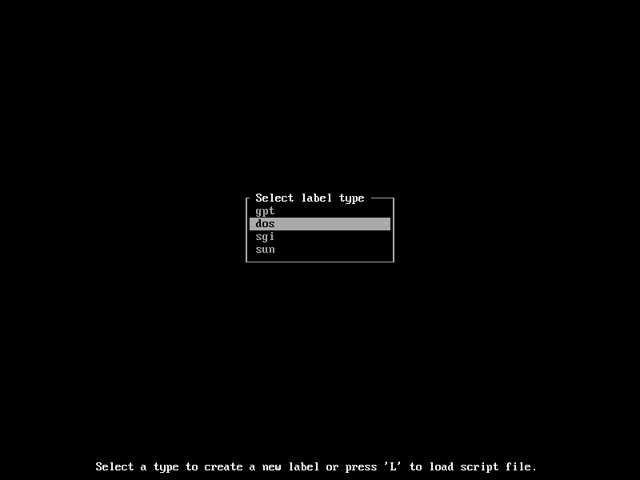 Select label type
gpt
dos
sgi
sun
Select a type to create a new label or press 'L' to load script file.